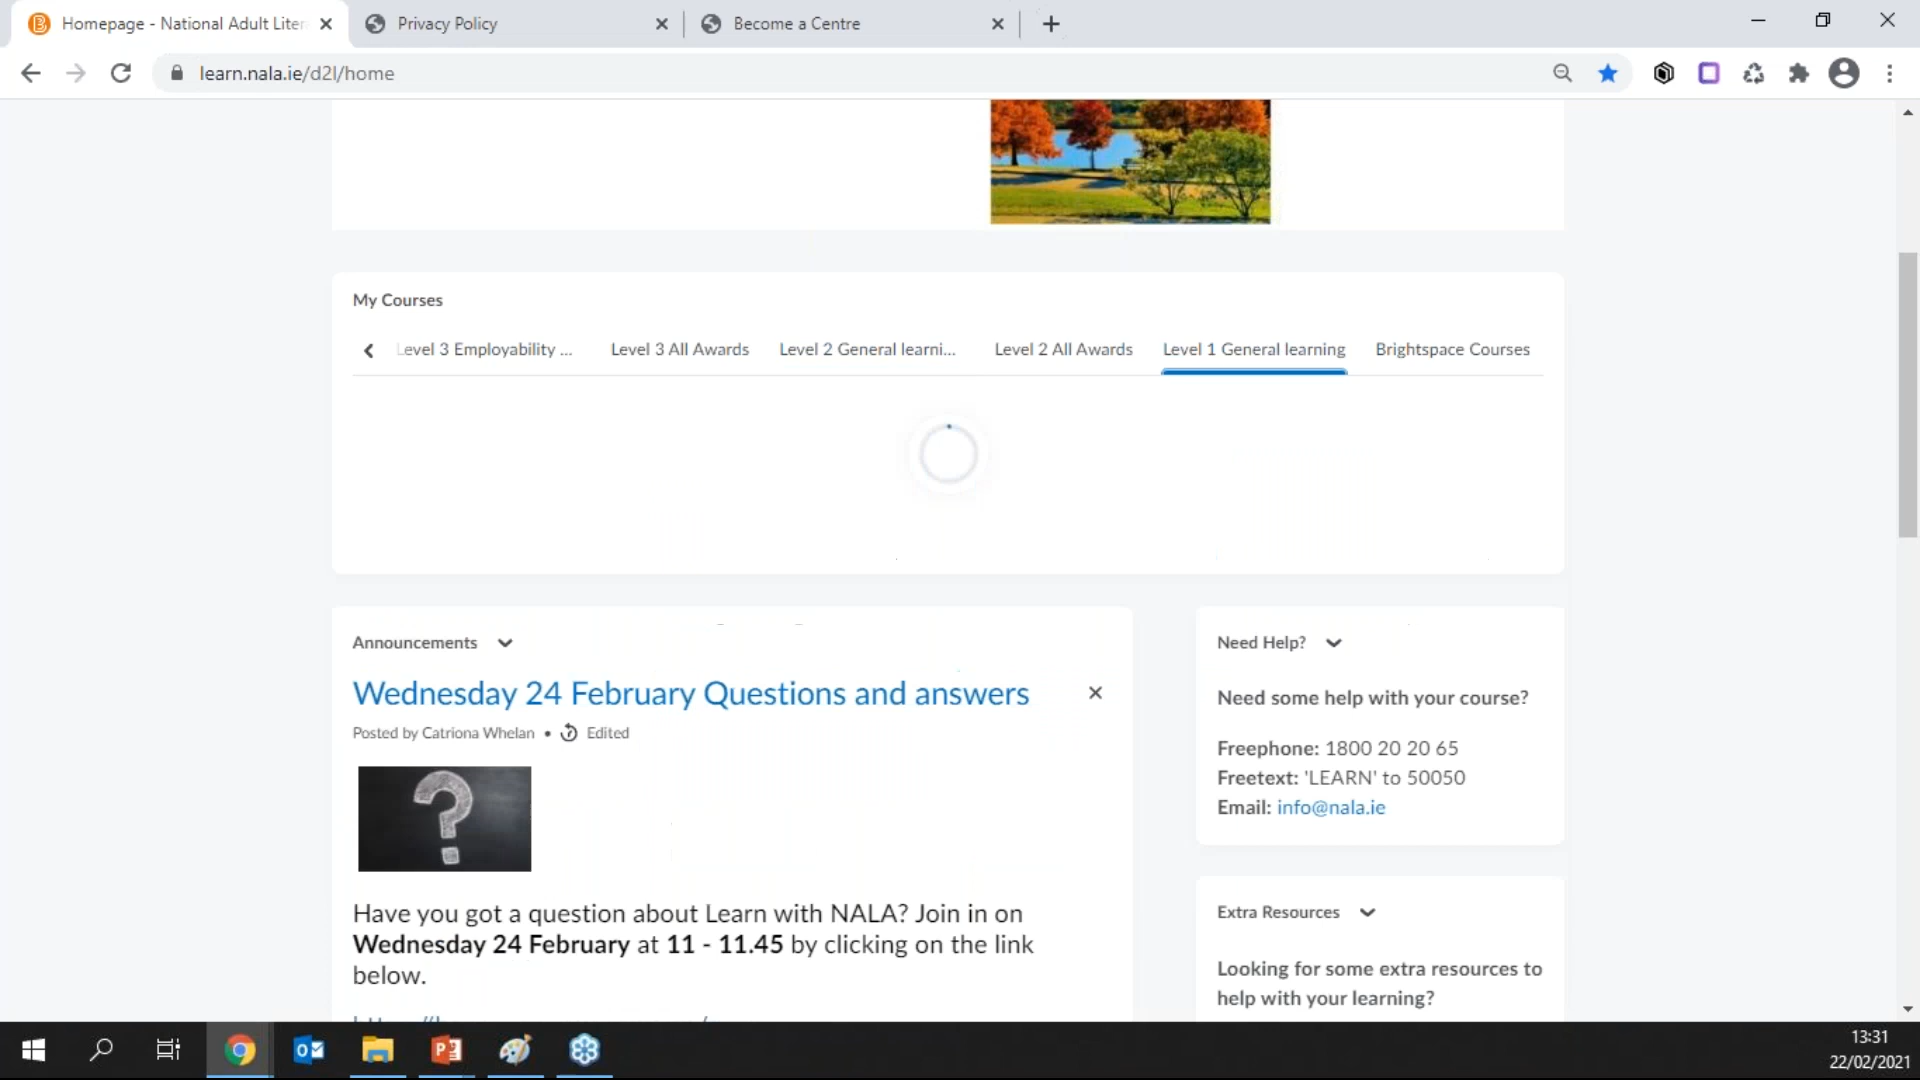 Homepage - National Adult Liter
Privacy Policy
Become a Centre
learn.nala.ie/d2l/home
My Courses
Level 3 Employability ...
Level 3 All Awards
Level 2 General learni...
Level 2 All Awards
Level 1 General learning
Brightspace Courses
Announcements
Wednesday 24 February Questions and answers
Posted by Catriona Whelan • Edited
Have you got a question about Learn with NALA? Join in on
Wednesday 24 February at 11 - 11.45 by clicking on the link
below.
Need Help?
Need some help with your course?
Freephone: 1800 20 20 65
Freetext: 'LEARN' to 50050
Email: info@nala.ie
Extra Resources
Looking for some extra resources to
help with your learning?
13:31
22/02/2021